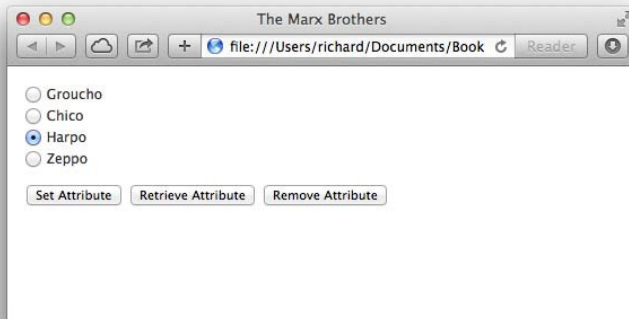 The Marx Brothers
file:///Users/richard/Documents/Book Reader
Groucho
Chico
Harpo
Zeppo
Set Attribute Retrieve Attribute Remove Attribute